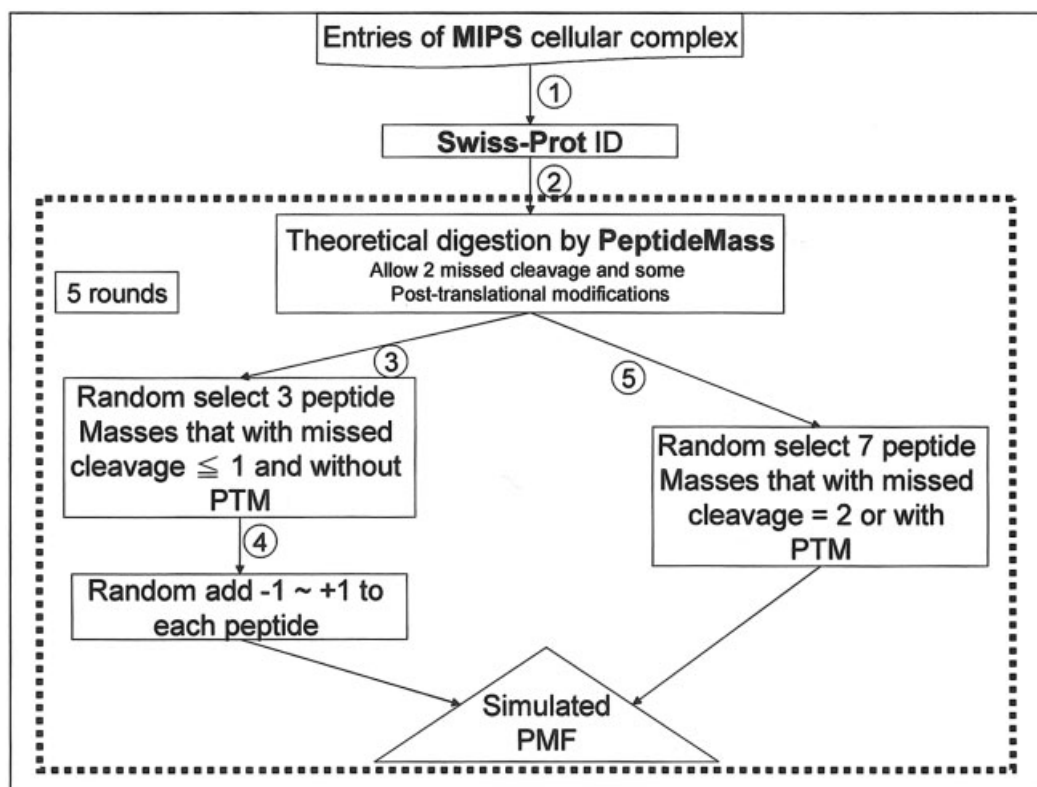 Entries of MIPS cellular complex
①
Swiss-Prot ID
②
Theoretical digestion by PeptideMass
Allow 2 missed cleavage and some
Post-translational modifications
5 rounds
③
⑤
Random select 3 peptide
Masses that with missed
cleavage ≦ 1 and without
PTM
Random select 7 peptide
Masses that with missed
cleavage = 2 or with
PTM
④
Random add -1 ~ +1 to
each peptide
Simulated
PMF